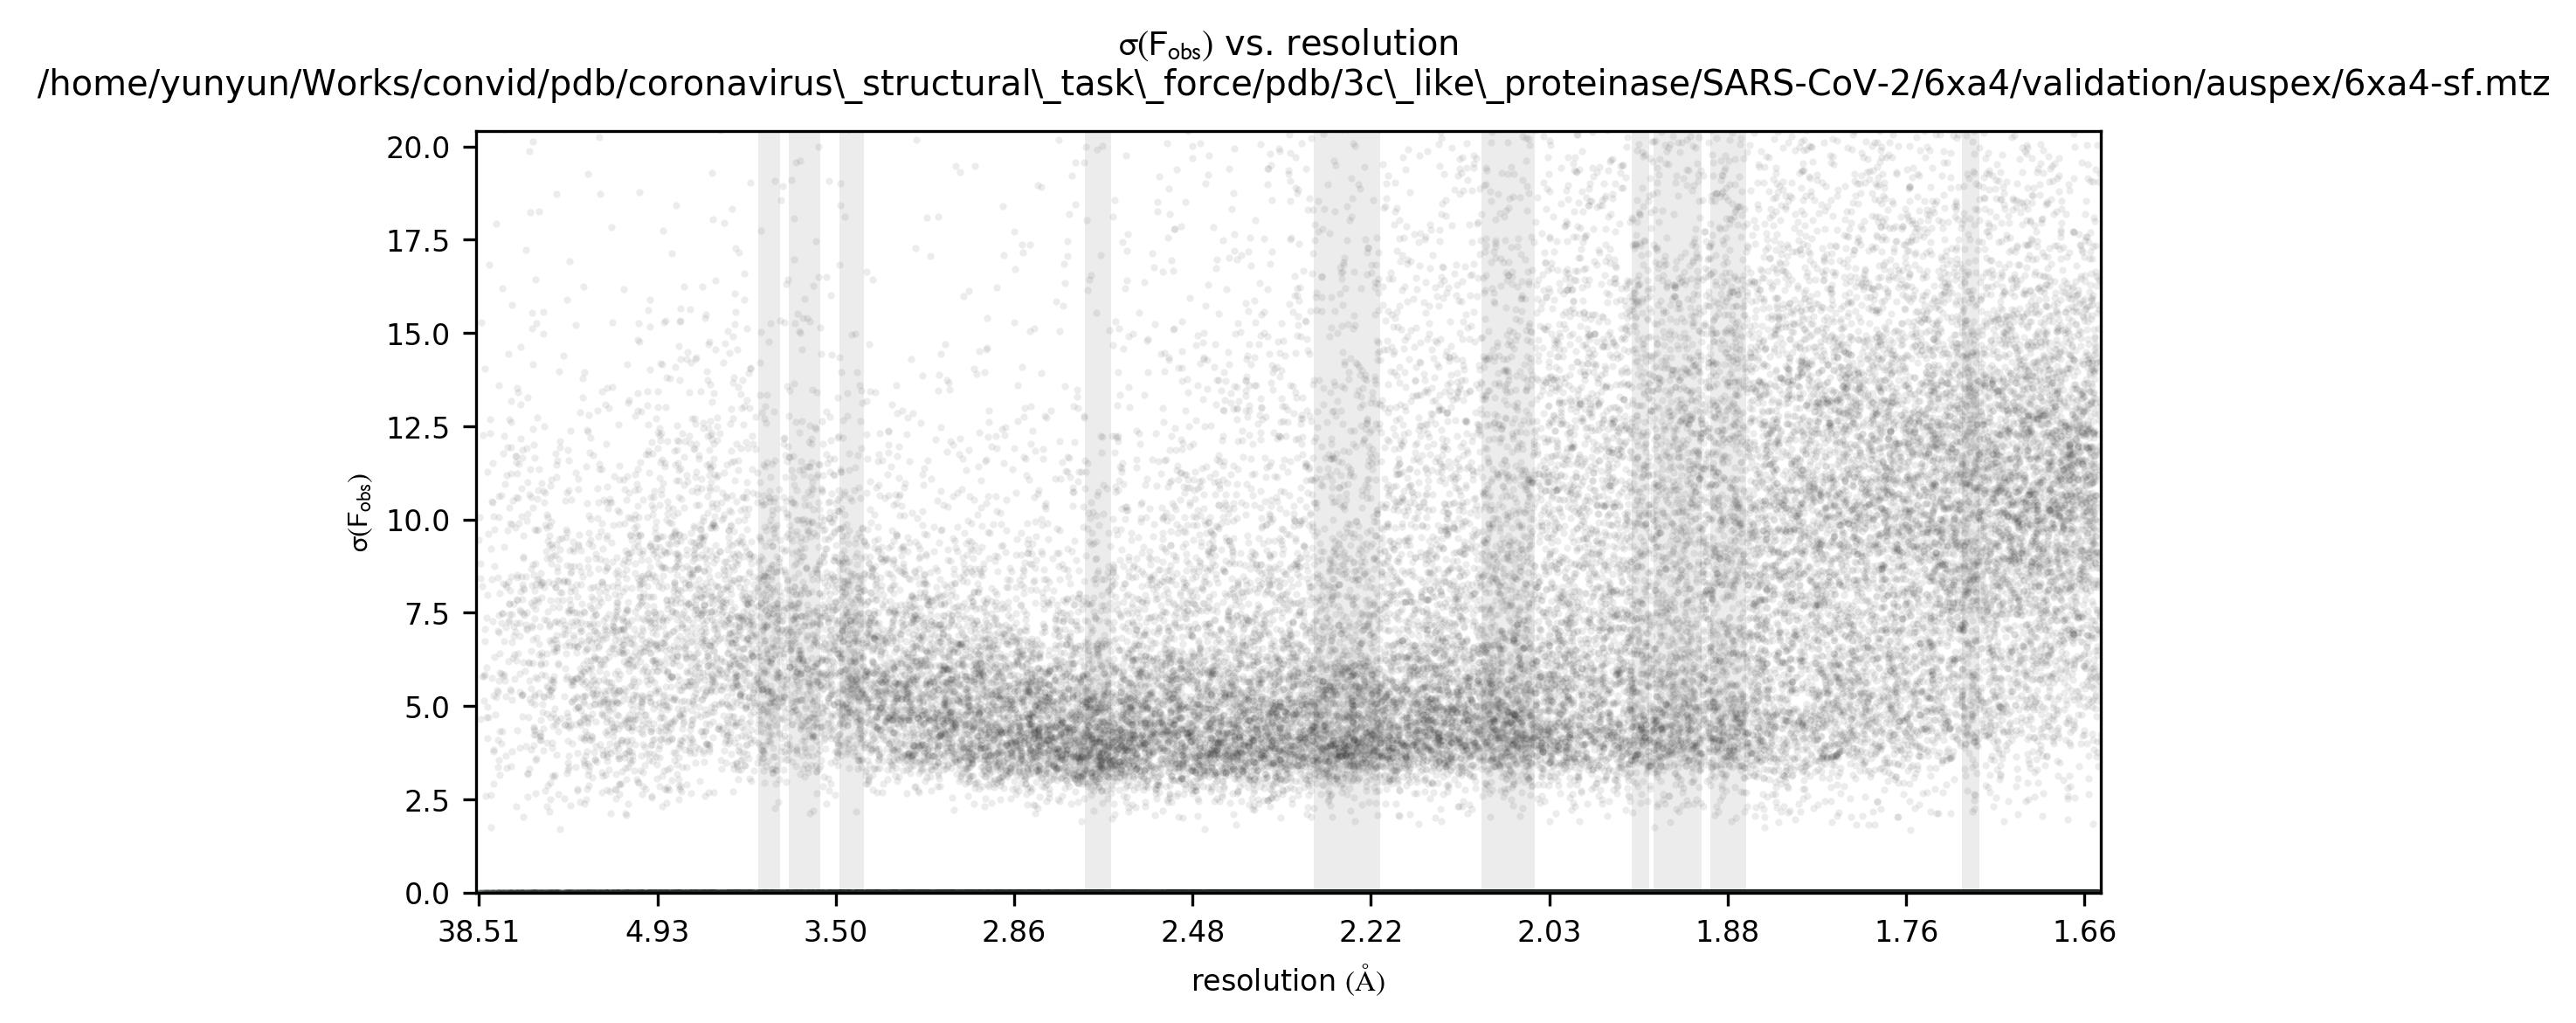 σ(F_obs) vs. resolution
/home/yunyun/Works/convid/pdb/coronavirus\_structural\_task\_force/pdb/3c\_like\_proteinase/SARS-CoV-2/6xa4/validation/auspex/6xa4-sf.mtz
20.0
17.5
15.0
12.5
10.0
7.5
5.0
2.5
0.0
σ(F_obs)
38.51 4.93 3.50 2.86 2.48 2.22 2.03 1.88 1.76 1.66
resolution (Å)